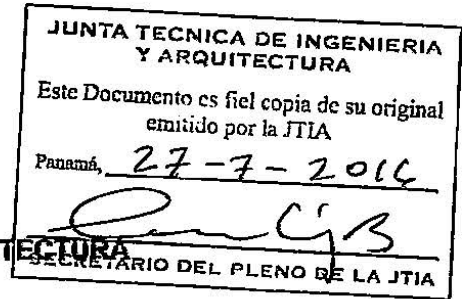 JUNTA TECNICA DE INGENIERIA
Y ARQUITECTURA
Este Documento es fiel copia de su original
emitido por la JTIA
Panamá, 27-7-2016
TECTURA
SECRETARIO DEL PLENO DE LA JTIA